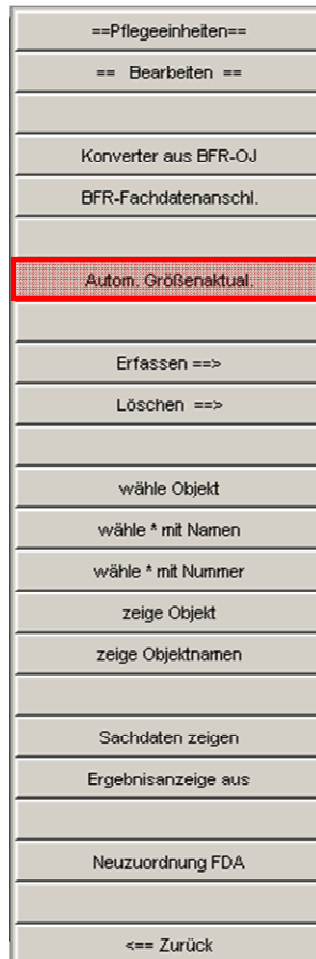 ==Pflegeeinheiten==
== Bearbeiten ==
Konverter aus BFR-OJ
BFR-Fachdatenanschl.
Autom. Größenaktual.
Erfassen ==>
Löschen ==>
wähle Objekt
wähle * mit Namen
wähle * mit Nummer
zeige Objekt
zeige Objektnamen
Sachdaten zeigen
Ergebnisanzeige aus
Neuzuordnung FDA
<== Zurück